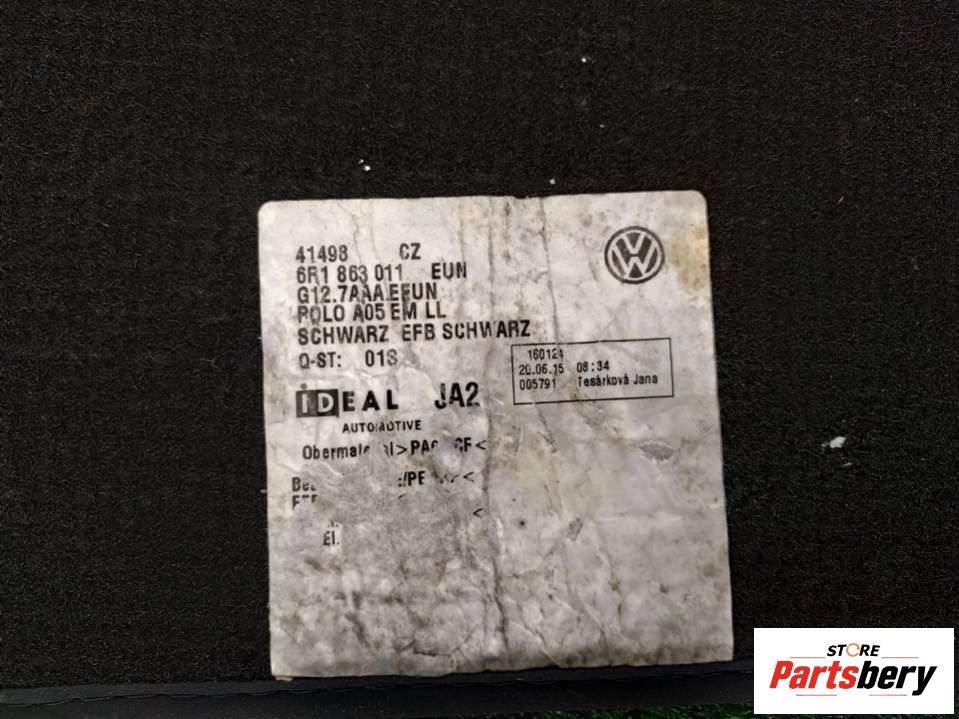 41498 CZ
6R1 863 011 EUN
G12.7AAA.EFUN
POLO A05 EM LL
SCHWARZ EFB SCHWARZ
Q-ST: 01S
160124
20.06.15 08:34
005791 Tesárková Jana
iDEAL JA2
AUTOMOTIVE
STORE
Partsbery